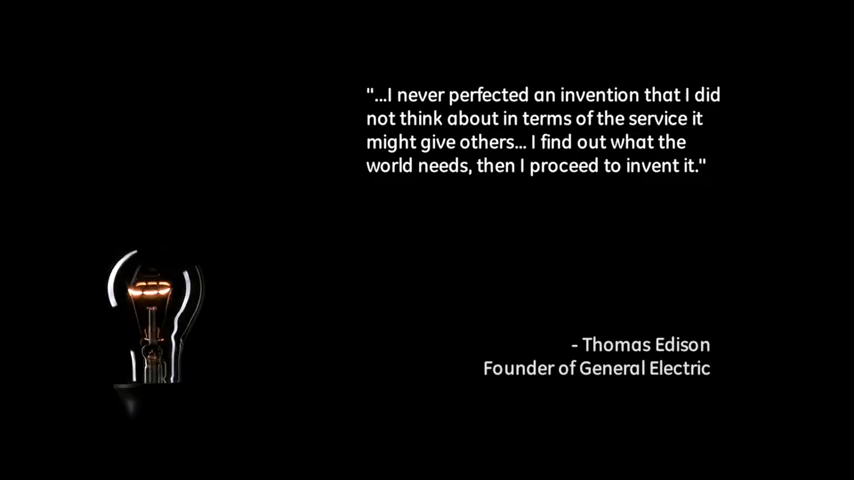 "...I never perfected an invention that I did
not think about in terms of the service it
might give others... I find out what the
world needs, then I proceed to invent it."
- Thomas Edison
Founder of General Electric